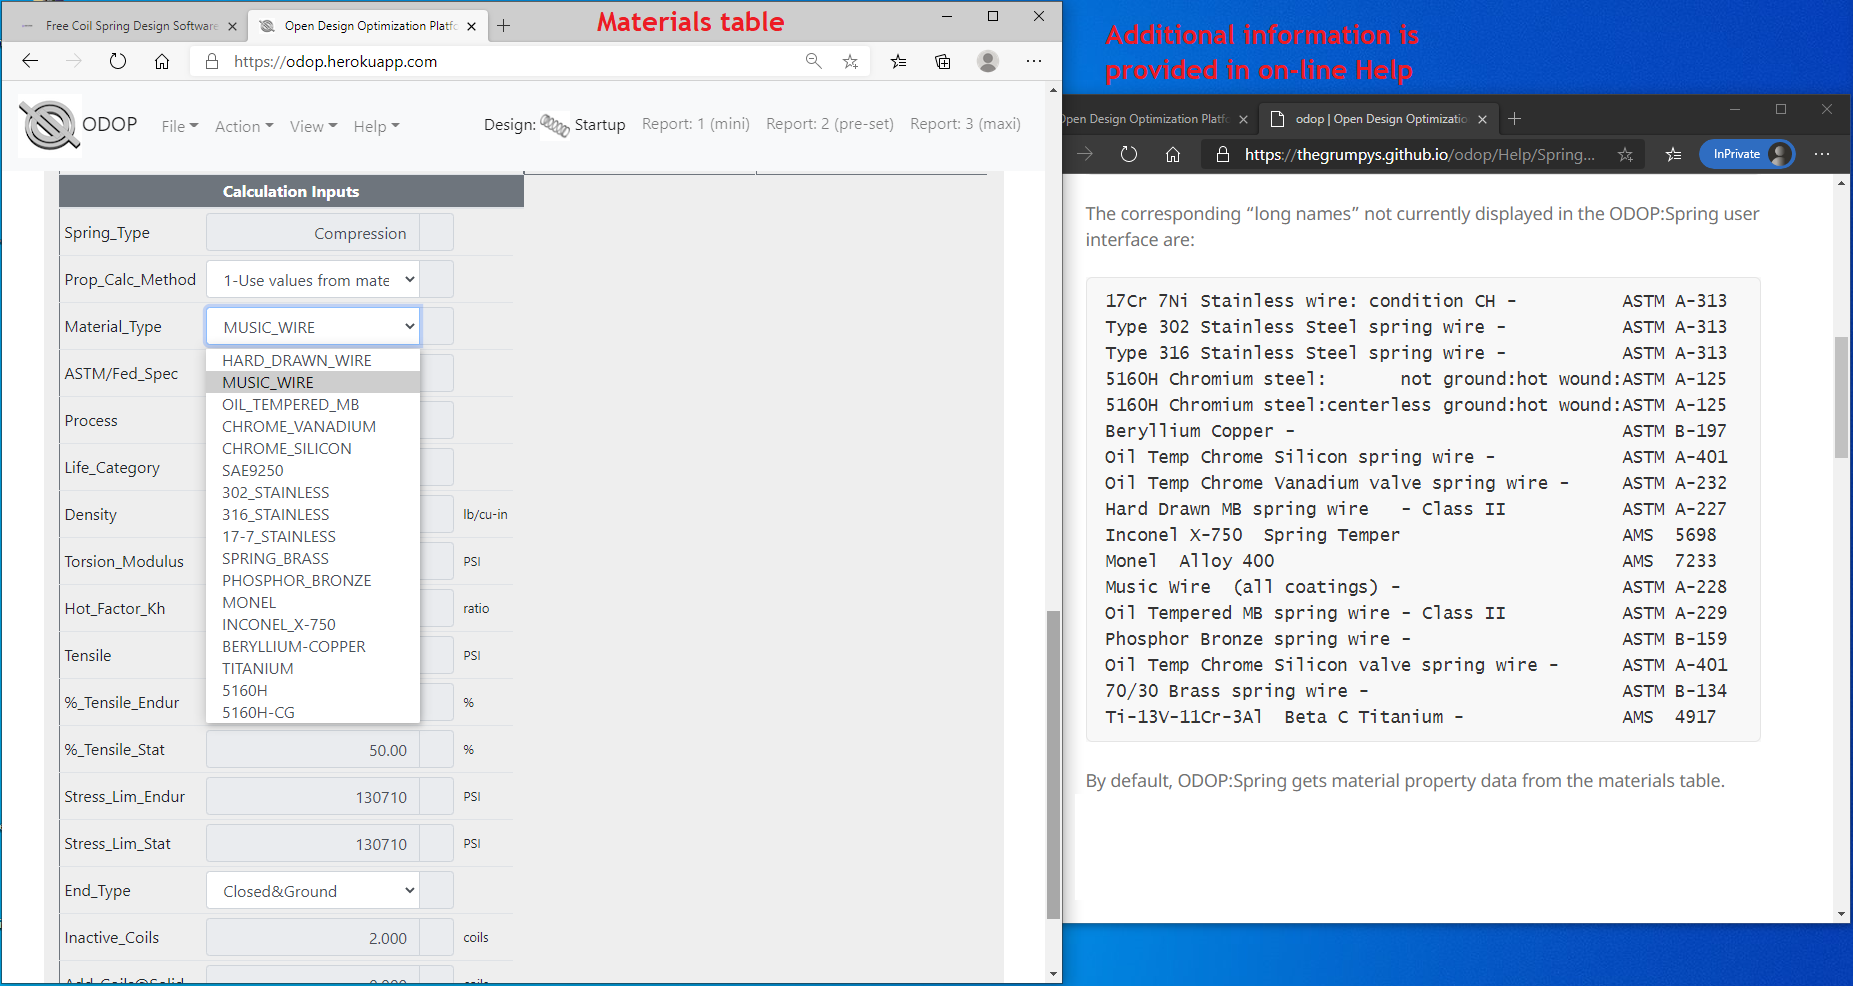 Free Coil Spring Design Software
Open Design Optimization Platfo
Materials table
https://odop.herokuapp.com
ODOP
File
Action
View
Help
Design:
Startup
Report: 1 (mini)
Report: 2 (pre-set)
Report: 3 (maxi)
Calculation Inputs
Spring_Type
Compression
Prop_Calc_Method
1-Use values from mate
Material_Type
MUSIC_WIRE
HARD_DRAWN_WIRE
MUSIC_WIRE
OIL_TEMPERED_MB
CHROME_VANADIUM
CHROME_SILICON
SAE9250
302_STAINLESS
316_STAINLESS
17-7_STAINLESS
SPRING_BRASS
PHOSPHOR_BRONZE
MONEL
INCONEL_X-750
BERYLLIUM-COPPER
TITANIUM
5160H
5160H-CG
ASTM/Fed_Spec
Process
Life_Category
Density
lb/cu-in
Torsion_Modulus
PSI
Hot_Factor_Kh
ratio
Tensile
PSI
%_Tensile_Endur
%
%_Tensile_Stat
50.00
%
Stress_Lim_Endur
130710
PSI
Stress_Lim_Stat
130710
PSI
End_Type
Closed&Ground
Inactive_Coils
2.000
coils
Additional information is
provided in on-line Help
Open Design Optimization Platfo
odop | Open Design Optimizatio
https://thegrumpys.github.io/odop/Help/Spring...
InPrivate
The corresponding “long names” not currently displayed in the ODOP:Spring user
interface are:
17Cr 7Ni Stainless wire: condition CH - ASTM A-313
Type 302 Stainless Steel spring wire - ASTM A-313
Type 316 Stainless Steel spring wire - ASTM A-313
5160H Chromium steel: not ground:hot wound:ASTM A-125
5160H Chromium steel:centerless ground:hot wound:ASTM A-125
Beryllium Copper - ASTM B-197
Oil Temp Chrome Silicon spring wire - ASTM A-401
Oil Temp Chrome Vanadium valve spring wire - ASTM A-232
Hard Drawn MB spring wire - Class II ASTM A-227
Inconel X-750 Spring Temper AMS 5698
Monel Alloy 400 AMS 7233
Music Wire (all coatings) - ASTM A-228
Oil Tempered MB spring wire - Class II ASTM A-229
Phosphor Bronze spring wire - ASTM B-159
Oil Temp Chrome Silicon valve spring wire - ASTM A-401
70/30 Brass spring wire - ASTM B-134
Ti-13V-11Cr-3Al Beta C Titanium - AMS 4917
By default, ODOP:Spring gets material property data from the materials table.